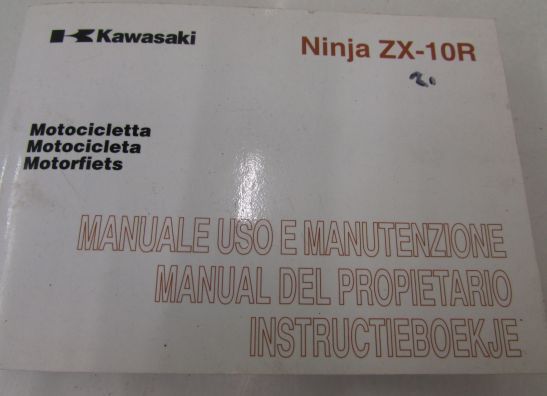 Kawasaki
Ninja ZX-10R
Motocicletta
Motocicleta
Motorfiets
MANUALE USO E MANUTENZIONE
MANUAL DEL PROPIETARIO
INSTRUCTIEBOEKJE